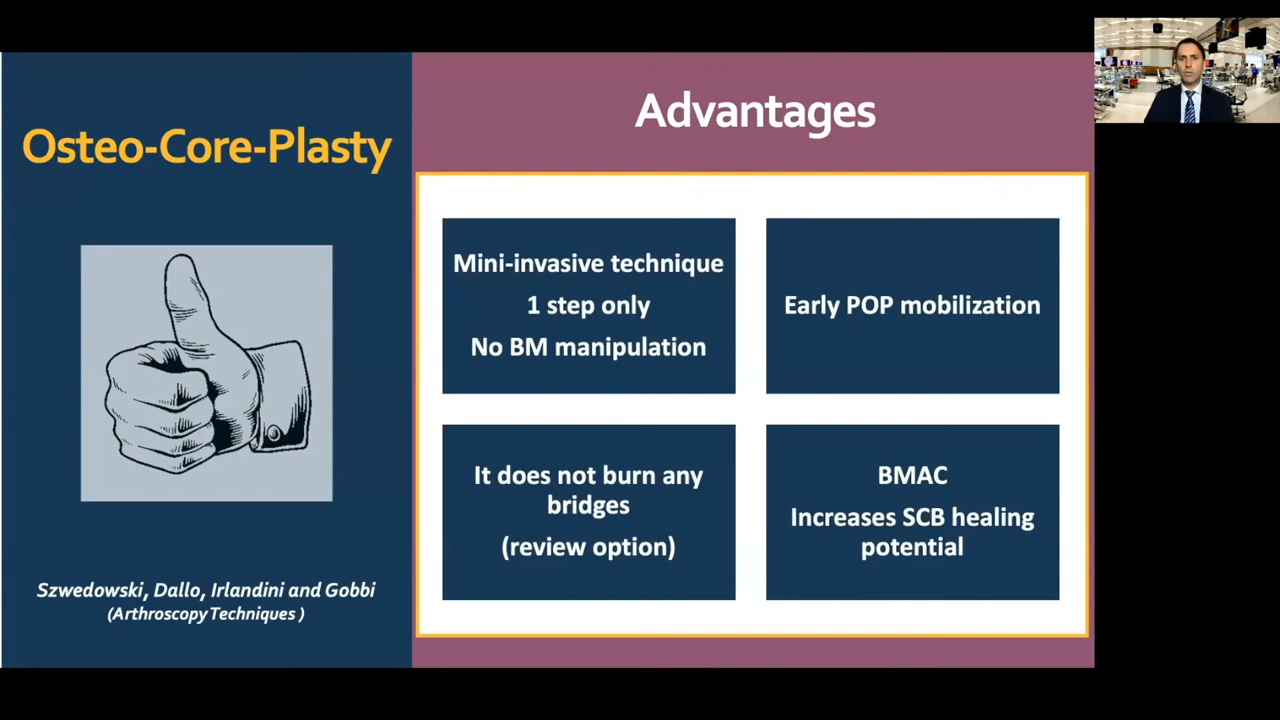 Osteo-Core-Plasty
Szwedowski, Dallo, Irlandini and Gobbi
(Arthroscopy Techniques )
Advantages
Mini-invasive technique
1 step only
No BM manipulation
Early POP mobilization
It does not burn any
bridges
(review option)
BMAC
Increases SCB healing
potential